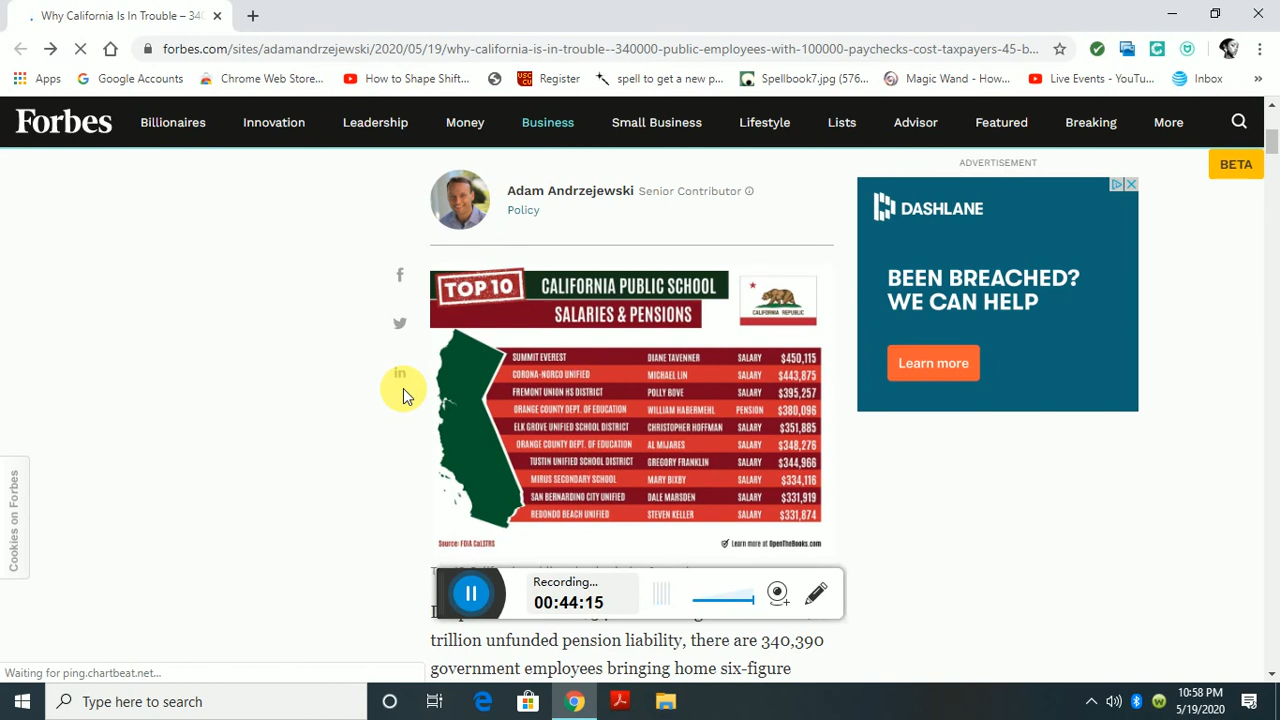 Why California Is In Trouble – 340
forbes.com/sites/adamandrzejewski/2020/05/19/why-california-is-in-trouble--340000-public-employees-with-100000-paychecks-cost-taxpayers-45-b...
Apps Google Accounts Chrome Web Store... How to Shape Shift... Register spell to get a new p... Spellbook7.jpg (576... Magic Wand - How... Live Events - YouTu... Inbox »
Forbes Billionaires Innovation Leadership Money Business Small Business Lifestyle Lists Advisor Featured Breaking More
ADVERTISEMENT
BETA
Adam Andrzejewski Senior Contributor
Policy
DASHLANE
BEEN BREACHED?
WE CAN HELP
Learn more
TOP 10 CALIFORNIA PUBLIC SCHOOL
SALARIES & PENSIONS
CALIFORNIA REPUBLIC
SUMMIT EVEREST DIANE TAVENNER SALARY $450,115
CORONA-NORCO UNIFIED MICHAEL LIN SALARY $443,875
FREMONT UNION HS DISTRICT POLLY BOVE SALARY $395,257
ORANGE COUNTY DEPT. OF EDUCATION WILLIAM HABERMEHL PENSION $380,096
ELK GROVE UNIFIED SCHOOL DISTRICT CHRISTOPHER HOFFMAN SALARY $351,885
ORANGE COUNTY DEPT. OF EDUCATION AL MIJARES SALARY $348,276
TUSTIN UNIFIED SCHOOL DISTRICT GREGORY FRANKLIN SALARY $344,966
MIRUS SECONDARY SCHOOL MARY BIXBY SALARY $334,116
SAN BERNARDINO CITY UNIFIED DALE MARSDEN SALARY $331,919
REDONDO BEACH UNIFIED STEVEN KELLER SALARY $331,874
Source: FOIA CalSTRS Learn more at OpenTheBooks.com
Cookies on Forbes
Recording...
00:44:15
trillion unfunded pension liability, there are 340,390
government employees bringing home six-figure
Waiting for ping.chartbeat.net...
Type here to search
10:58 PM
5/19/2020